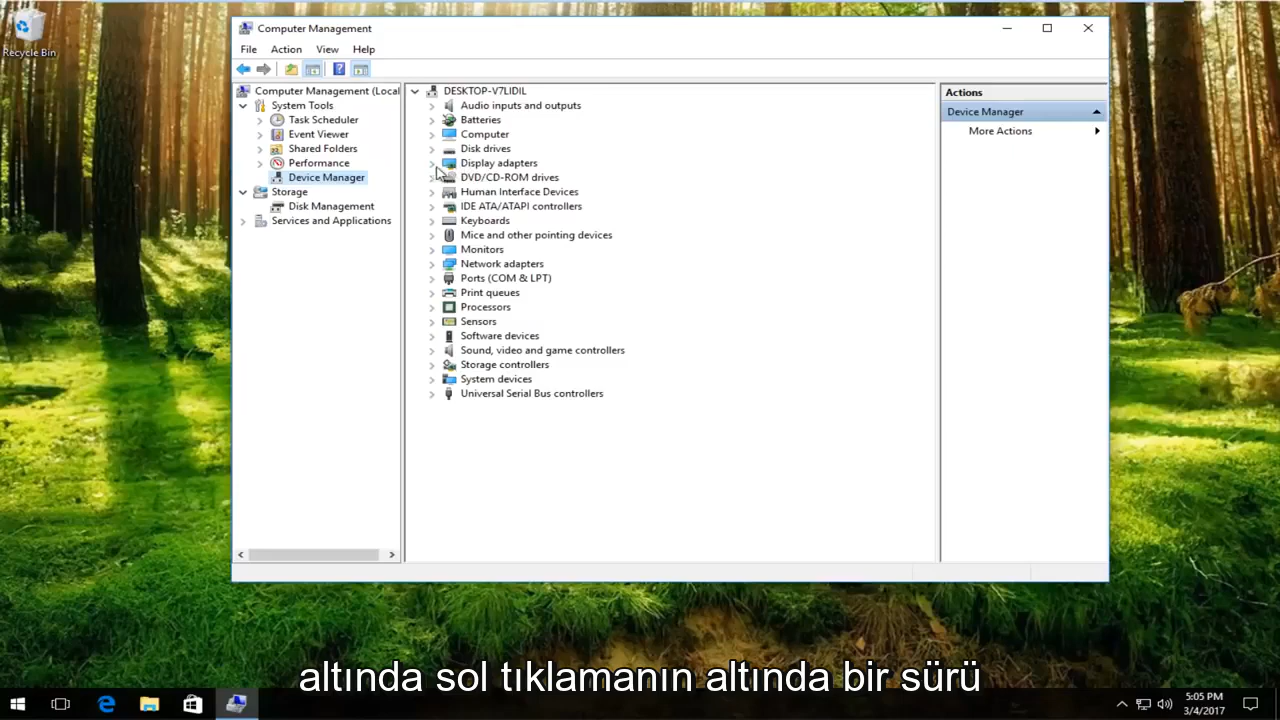 Recycle Bin
Computer Management
File Action View Help
Computer Management (Local
System Tools
Task Scheduler
Event Viewer
Shared Folders
Performance
Device Manager
Storage
Disk Management
Services and Applications
DESKTOP-V7LIDIL
Audio inputs and outputs
Batteries
Computer
Disk drives
Display adapters
DVD/CD-ROM drives
Human Interface Devices
IDE ATA/ATAPI controllers
Keyboards
Mice and other pointing devices
Monitors
Network adapters
Ports (COM & LPT)
Print queues
Processors
Sensors
Software devices
Sound, video and game controllers
Storage controllers
System devices
Universal Serial Bus controllers
Actions
Device Manager
More Actions
altında sol tıklamanın altında bir sürü
5:05 PM
3/4/2017